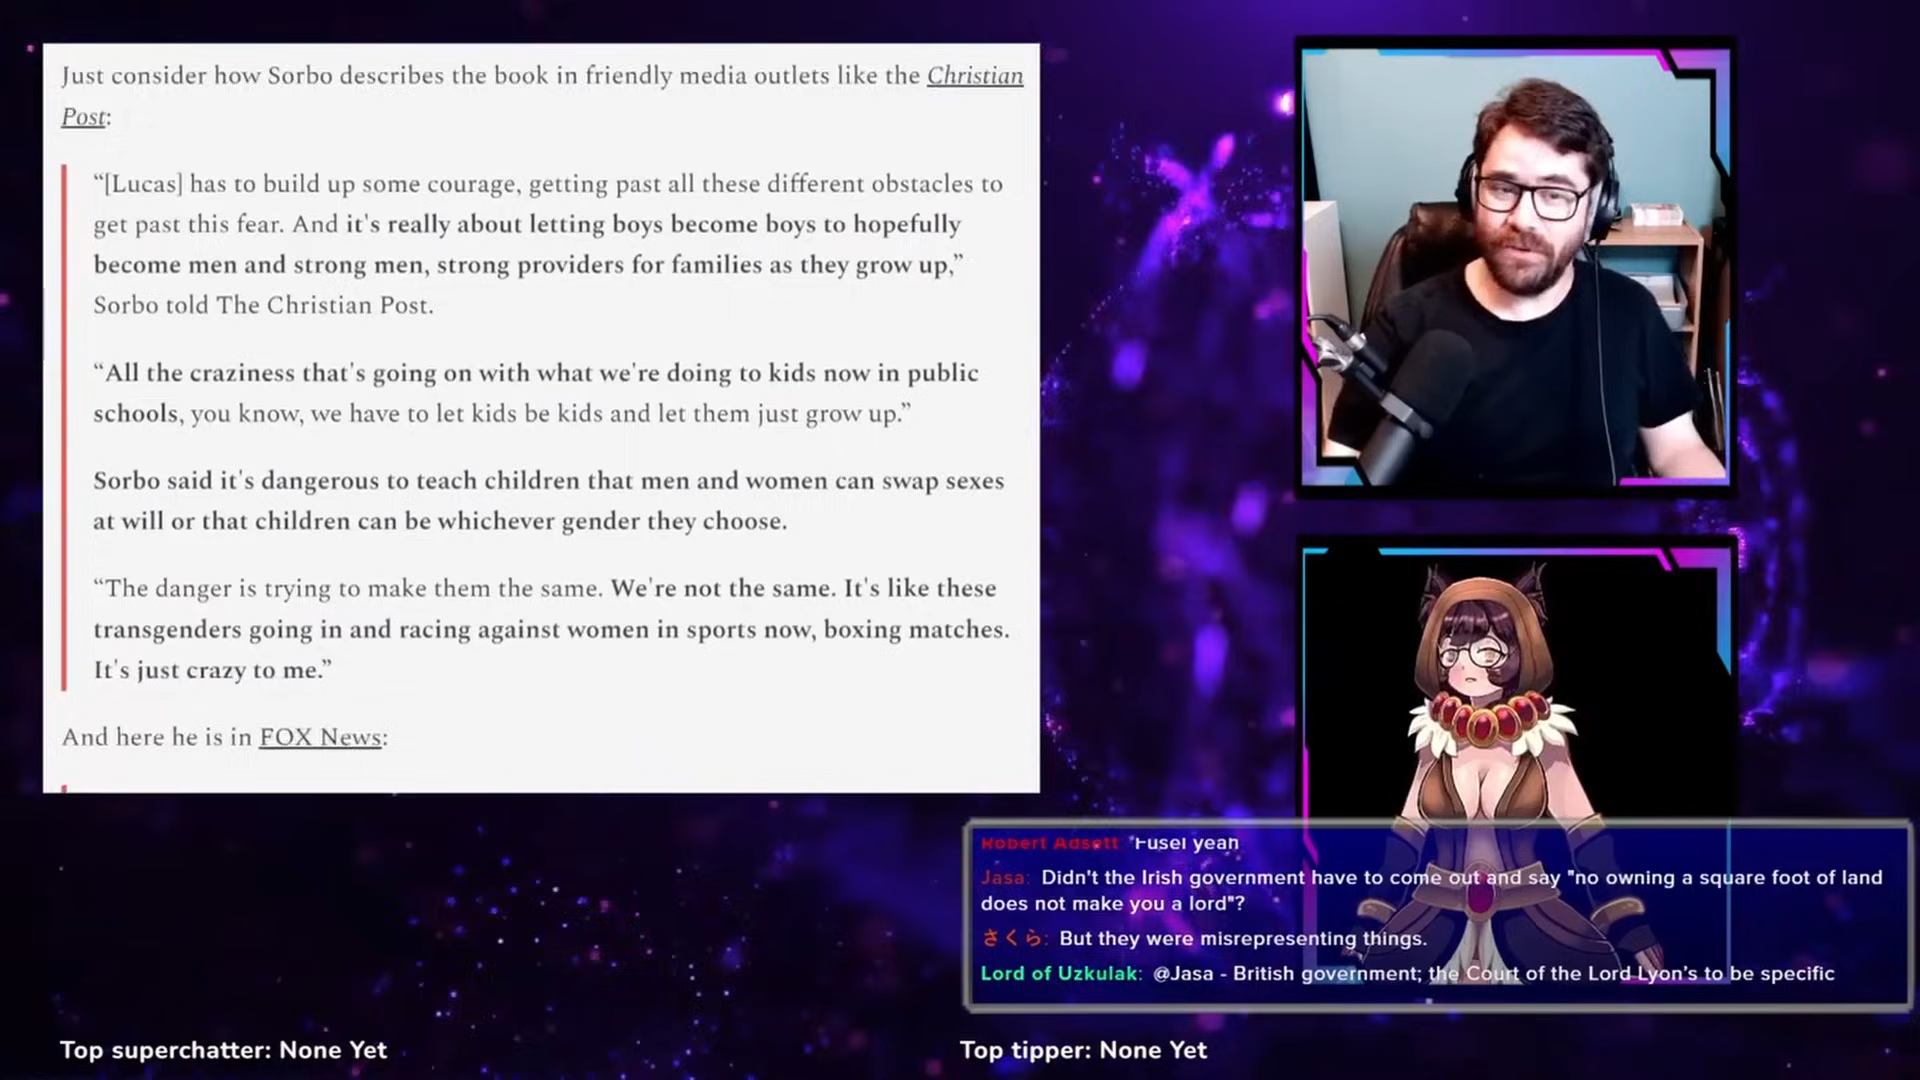 Just consider how Sorbo describes the book in friendly media outlets like the Christian
Post:
“[Lucas] has to build up some courage, getting past all these different obstacles to
get past this fear. And it's really about letting boys become boys to hopefully
become men and strong men, strong providers for families as they grow up,”
Sorbo told The Christian Post.
“All the craziness that's going on with what we're doing to kids now in public
schools, you know, we have to let kids be kids and let them just grow up.”
Sorbo said it's dangerous to teach children that men and women can swap sexes
at will or that children can be whichever gender they choose.
“The danger is trying to make them the same. We're not the same. It's like these
transgenders going in and racing against women in sports now, boxing matches.
It's just crazy to me.”
And here he is in FOX News:
Robert Adsett *Fusel yeah
Jasa: Didn't the Irish government have to come out and say "no owning a square foot of land
does not make you a lord"?
さくら: But they were misrepresenting things.
Lord of Uzkulak: @Jasa - British government; the Court of the Lord Lyon's to be specific
Top superchatter: None Yet
Top tipper: None Yet